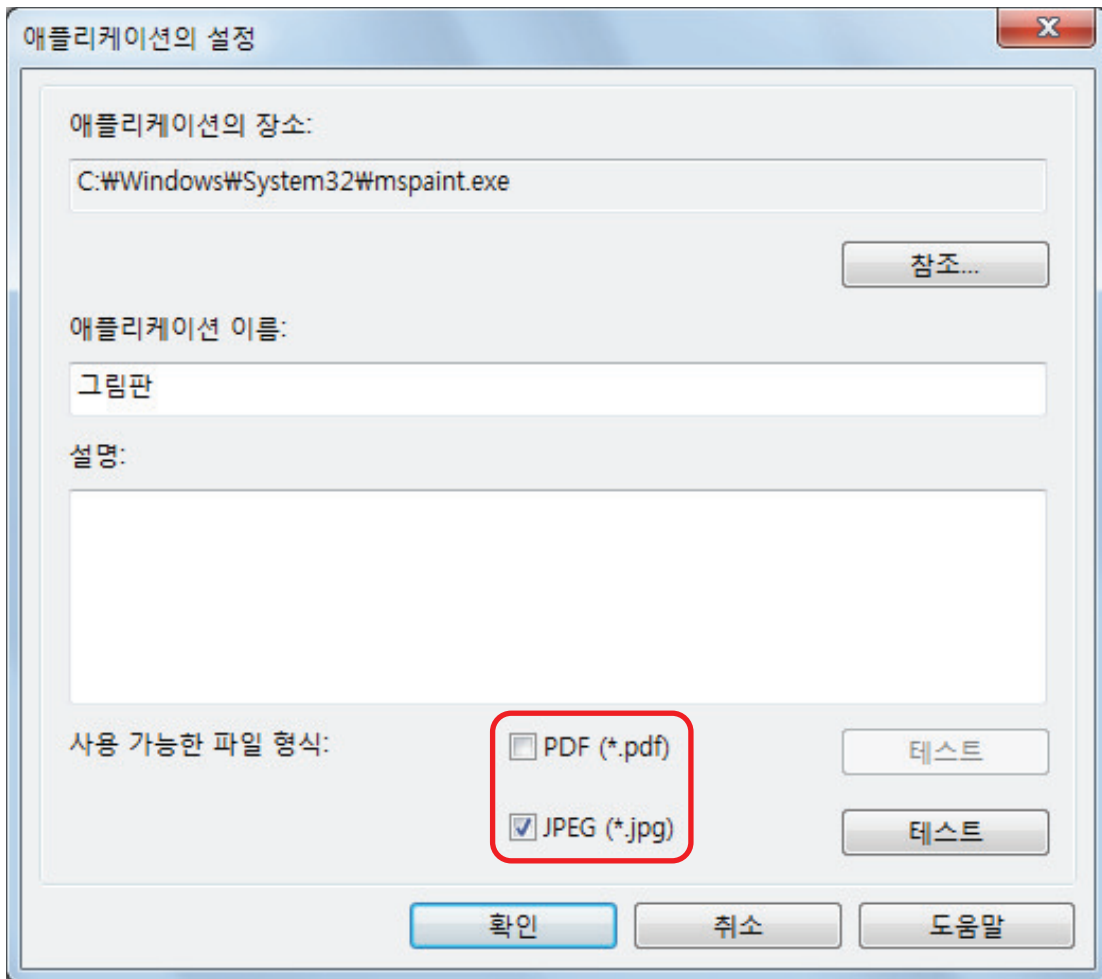 애플리케이션의 설정
애플리케이션의 장소:
C:₩Windows₩System32₩mspaint.exe
참조...
애플리케이션 이름:
그림판
설명:
사용 가능한 파일 형식:
PDF (*.pdf)
테스트
JPEG (*.jpg)
테스트
확인
취소
도움말